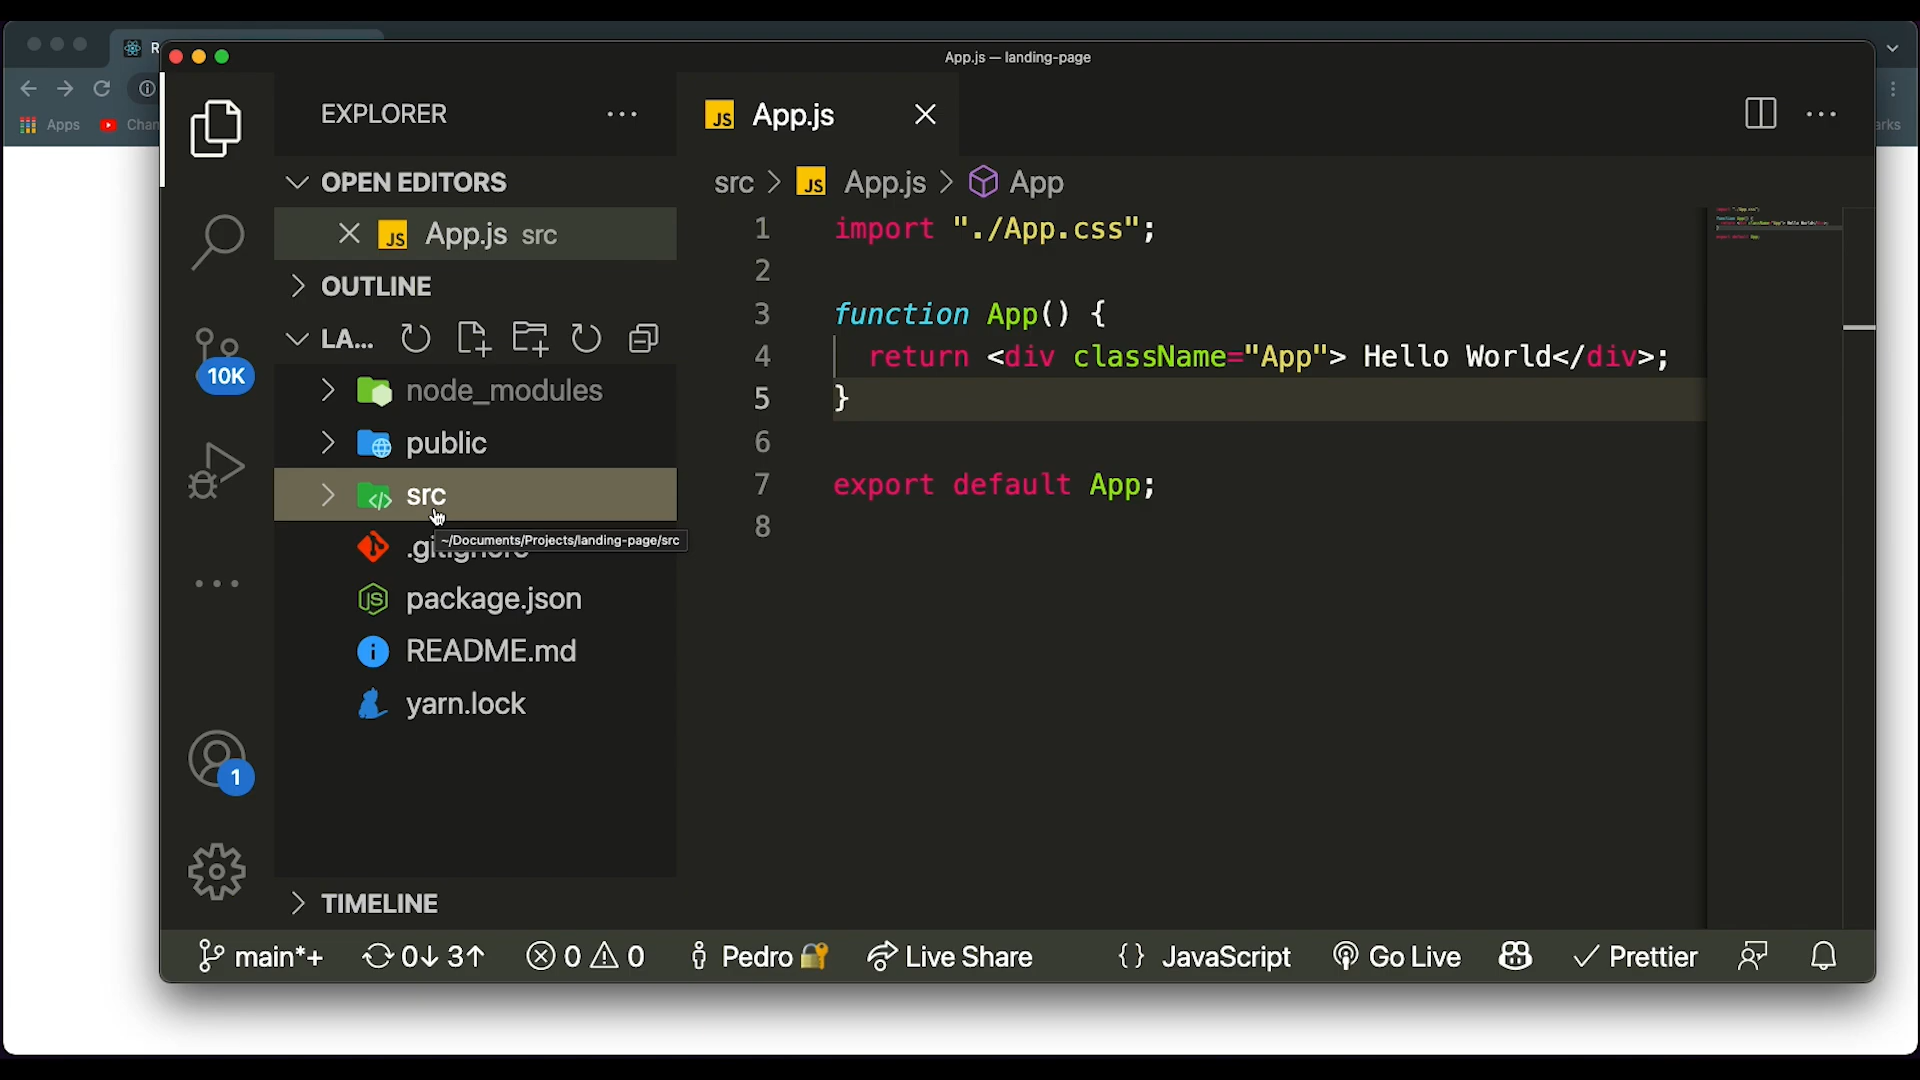 R
App.js — landing-page
Apps
Chan
arks
EXPLORER
App.js
OPEN EDITORS
App.js src
OUTLINE
LA...
10K
node_modules
public
src
~/Documents/Projects/landing-page/src
.gitignore
package.json
README.md
yarn.lock
1
TIMELINE
src > App.js > App
1 import "./App.css";
2
3 function App() {
4 return <div className="App"> Hello World</div>;
5 }
6
7 export default App;
8
main*+ 0↓ 3↑ 0 0 Pedro Live Share {} JavaScript Go Live Prettier